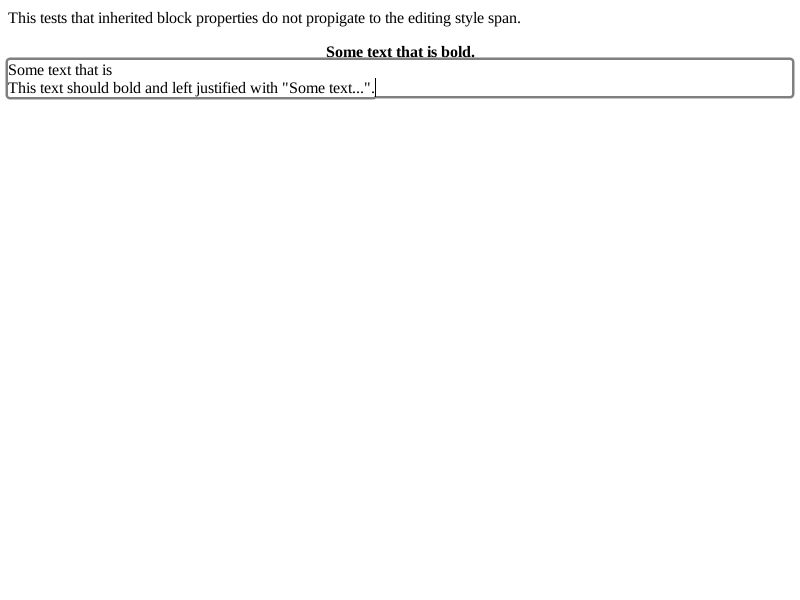 This tests that inherited block properties do not propigate to the editing style span.
Some text that is bold.
Some text that is
This text should bold and left justified with "Some text...".